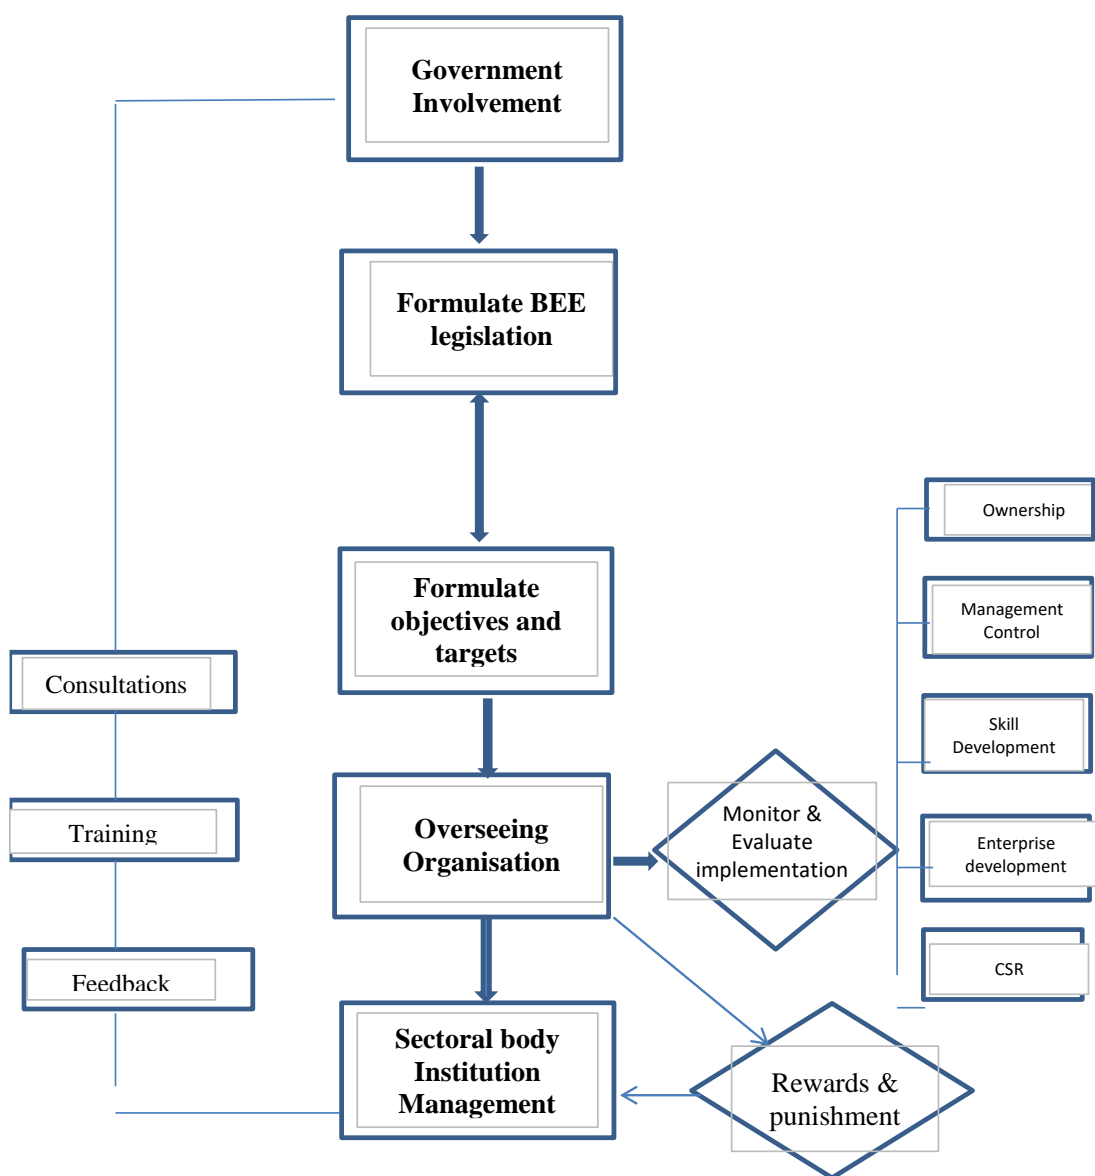 Government
Involvement
Formulate BEE
legislation
Formulate
objectives and
targets
Overseeing
Organisation
Sectoral body
Institution
Management
Consultations
Training
Feedback
Monitor &
Evaluate
implementation
Rewards &
punishment
Ownership
Management
Control
Skill
Development
Enterprise
development
CSR